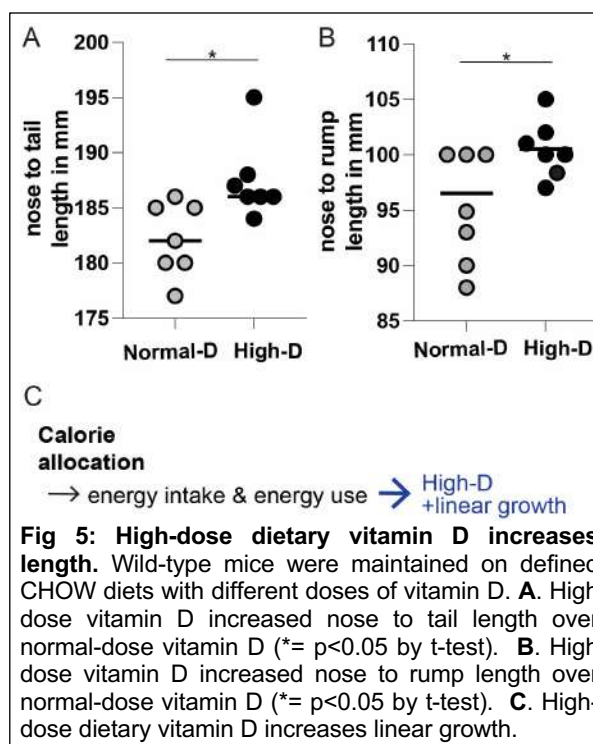 A
200
195
190
185
180
175
nose to tail
length in mm
*
Normal-D High-D
B
110
105
100
95
90
85
nose to rump
length in mm
*
Normal-D High-D
C
Calorie
allocation
→ energy intake & energy use → High-D
+linear growth
Fig 5: High-dose dietary vitamin D increases
length. Wild-type mice were maintained on defined
CHOW diets with different doses of vitamin D. A. High
dose vitamin D increased nose to tail length over
normal-dose vitamin D (*= p<0.05 by t-test). B. High
dose vitamin D increased nose to rump length over
normal-dose vitamin D (*= p<0.05 by t-test). C. High-
dose dietary vitamin D increases linear growth.